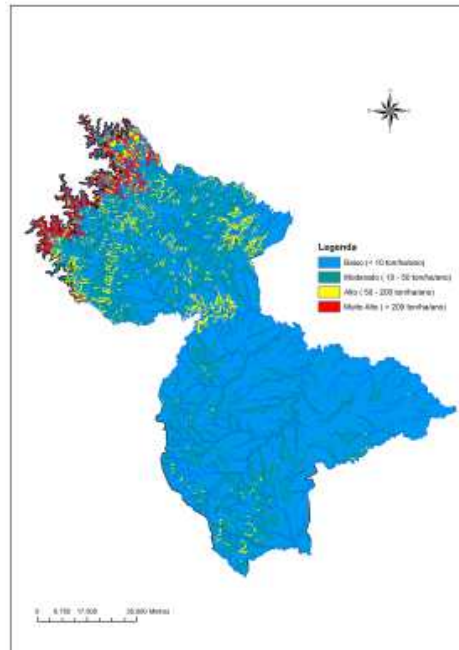 Legenda
Baixo (< 10 ton/ha/ano)
Moderado ( 10 - 50 ton/ha/ano)
Alto ( 50 - 200 ton/ha/ano)
Muito Alto ( > 200 ton/ha/ano)
0
Metros